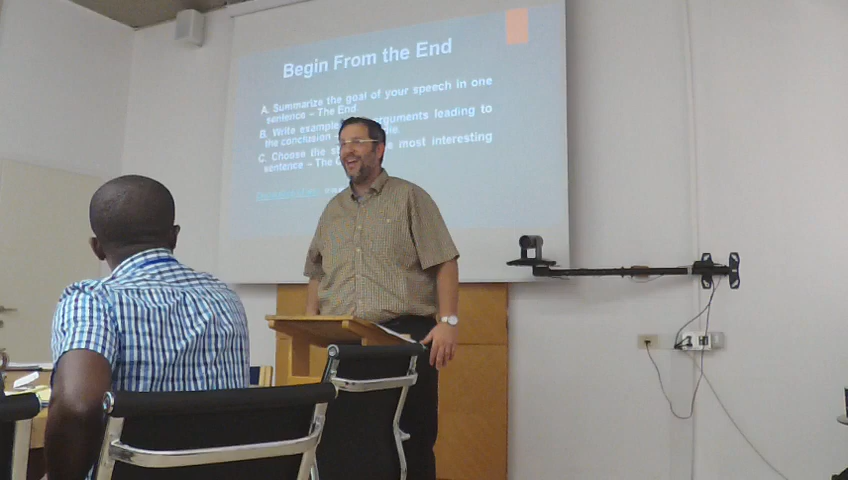 Begin From the End
A. Summarize the goal of your speech in one
sentence – The End.
B. Write example arguments leading to
the conclusion –
C. Choose the most interesting
sentence – The